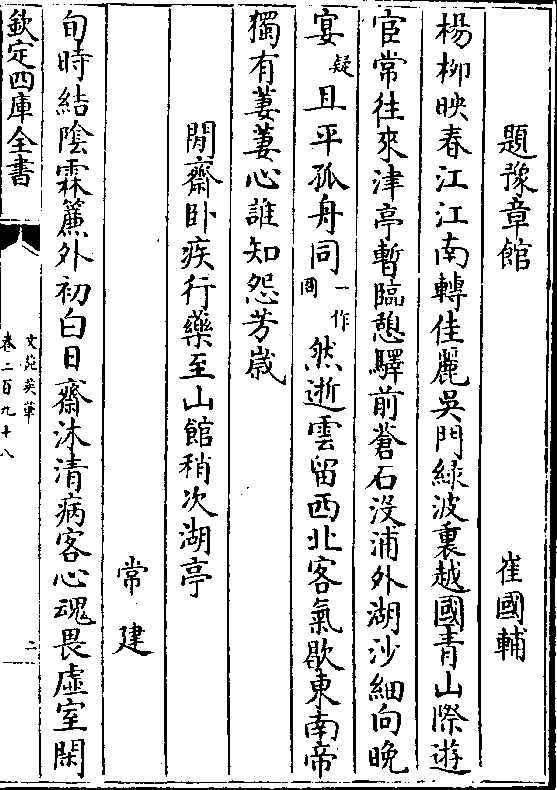 題豫章館
崔國輔
楊柳映春江江南轉佳麗吳門綠波裏越國青山際遊
宦常往來津亭暫臨憩驛前蒼石没浦外湖沙細向晚
宴疑且平孤舟同一作岡然逝雲留西北客氣歇東南帝
獨有萋萋心誰知怨芳歲
閒齋卧疾行藥至山館稍次湖亭
常建
旬時結陰霖簾外初白日齋沐清病客心魂畏虛室閑
欽定四庫全書
文苑英華
卷二百九十八
二